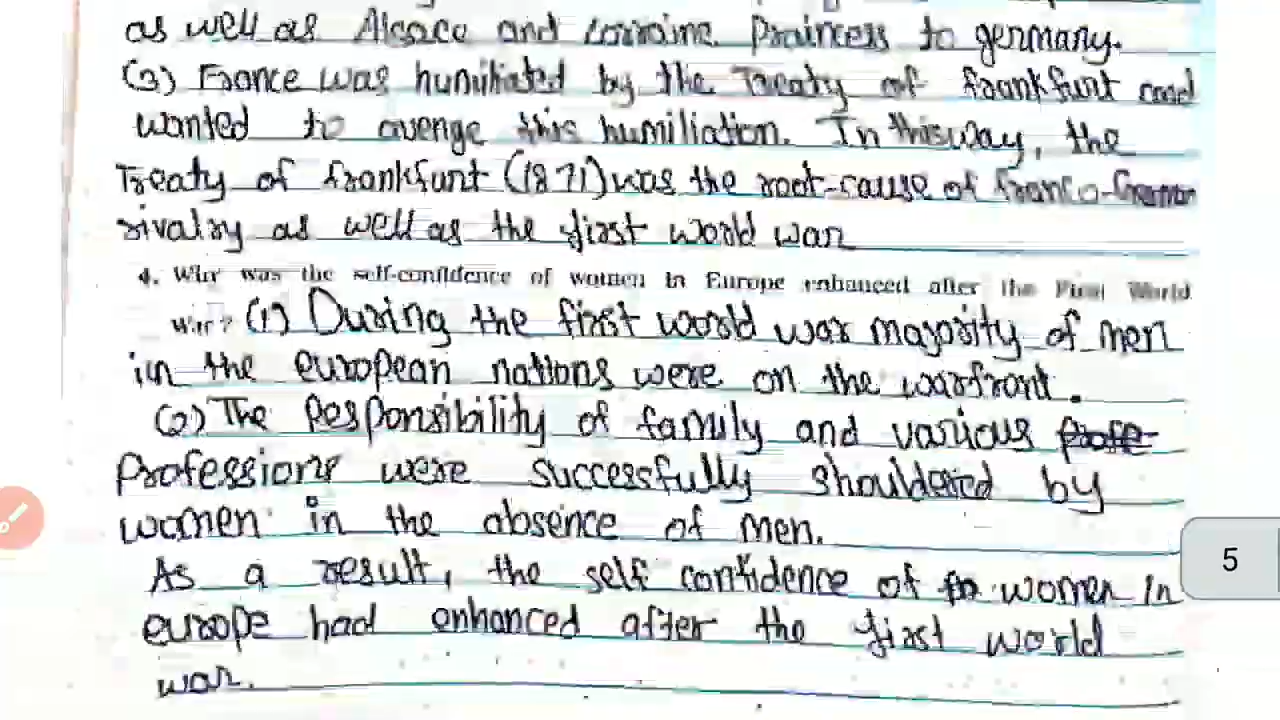 as well as Alsace and Lorraine Praincess to germany.
(3) France was humiliated by the Treaty of frankfurt and
wanted to avenge this humiliation. In this way, the
Treaty of frankfurt (1871) was the root-cause of Franco-German
rivalry as well as the first world war
4. Why was the self-confidence of women in Europe enhanced after the First World
War? (1) During the first world war majority of men
in the european nations were on the warfront.
(2) The Responsibility of family and various profe-
Professions were successfully shouldered by
women in the absence of men.
As a result, the self confidence of women in
europe had enhanced after the first world
war.
5